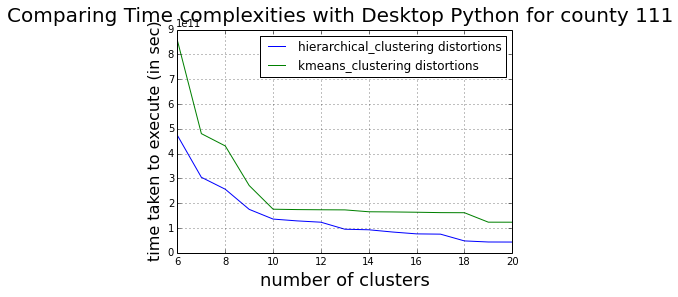 Comparing Time complexities with Desktop Python for county 111
1e11
9
8
7
6
5
4
3
2
1
0
time taken to execute (in sec)
hierarchical_clustering distortions
kmeans_clustering distortions
6 8 10 12 14 16 18 20
number of clusters